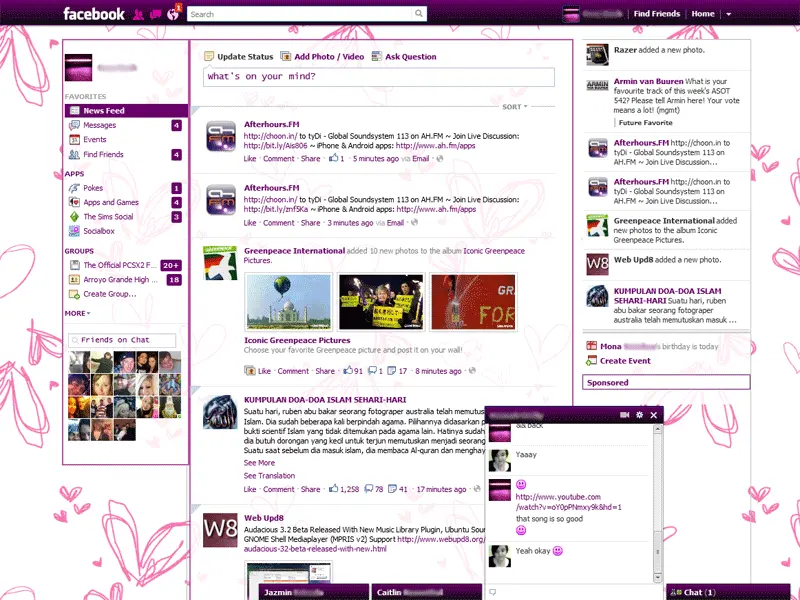 facebook
1
Search
Find Friends
Home
FAVORITES
News Feed
Messages 4
Events
Find Friends 4
APPS
Pokes 1
Apps and Games 4
The Sims Social 3
Socialbox
GROUPS
The Official PCSX2 F... 20+
Arroyo Grande High ... 18
Create Group...
MORE
Friends on Chat
Update Status Add Photo / Video Ask Question
what's on your mind?
SORT
Afterhours.FM
http://choon.in/ to tyDi - Global Soundsystem 113 on AH.FM ~ Join Live Discussion:
http://bit.ly/Ais806 ~ iPhone & Android apps: http://www.ah.fm/apps
Like · Comment · Share · 1 · 5 minutes ago via Email ·
Afterhours.FM
http://choon.in/ to tyDi - Global Soundsystem 113 on AH.FM ~ Join Live Discussion:
http://bit.ly/znf5Ka ~ iPhone & Android apps: http://www.ah.fm/apps
Like · Comment · Share · 3 minutes ago via Email ·
GREENPEACE
Greenpeace International added 10 new photos to the album Iconic Greenpeace
Pictures.
Iconic Greenpeace Pictures
Choose your favorite Greenpeace picture and post it on your wall!
Like · Comment · Share · 91 1 17 · 8 minutes ago ·
KUMPULAN DOA-DOA ISLAM SEHARI-HARI
Suatu hari, ruben abu bakar seorang fotograper australia telah memutus
Islam. Dia sudah beberapa kali berpindah agama. Pilihannya didasarkan p
bukti scientif Islam yang tidak ditemukan pada agama lain. Hatinya sudah
dia butuh dorongan yang kecil untuk terjun memutuskan menjadi seorang
Suatu saat sebelum dia masuk islam, dia membaca Al-quran dan menghay
See More
See Translation
Like · Comment · Share · 1,258 78 41 · 17 minutes ago ·
W8
Web Upd8
Audacious 3.2 Beta Released With New Music Library Plugin, Ubuntu Sour
GNOME Shell Mediaplayer (MPRIS v2) Support http://www.webupd8.org/
audacious-32-beta-released-with-new.html
Razer added a new photo.
ARMIN
Armin van Buuren What is your
favourite track of this week's ASOT
542? Please tell Armin here! Your vote
means a lot! (mgmt)
Future Favorite
Afterhours.FM http://choon.in to
tyDi - Global Soundsystem 113 on
AH.FM ~ Join Live Discussion...
Afterhours.FM http://choon.in to
tyDi - Global Soundsystem 113 on
AH.FM ~ Join Live Discussion...
Greenpeace International added
new photos to the album Iconic
Greenpeace Pictures.
W8
Web Upd8 added a new photo.
KUMPULAN DOA-DOA ISLAM
SEHARI-HARI Suatu hari, ruben
abu bakar seorang fotograper
australia telah memutusk masuk ...
Mona 's birthday is today
Create Event
Sponsored
&& back
Yaaay
http://www.youtube.com
/watch?v=oY0pPNmxy9k&hd=1
that song is so good
Yeah okay
Jazmin
Caitlin
Chat (1)